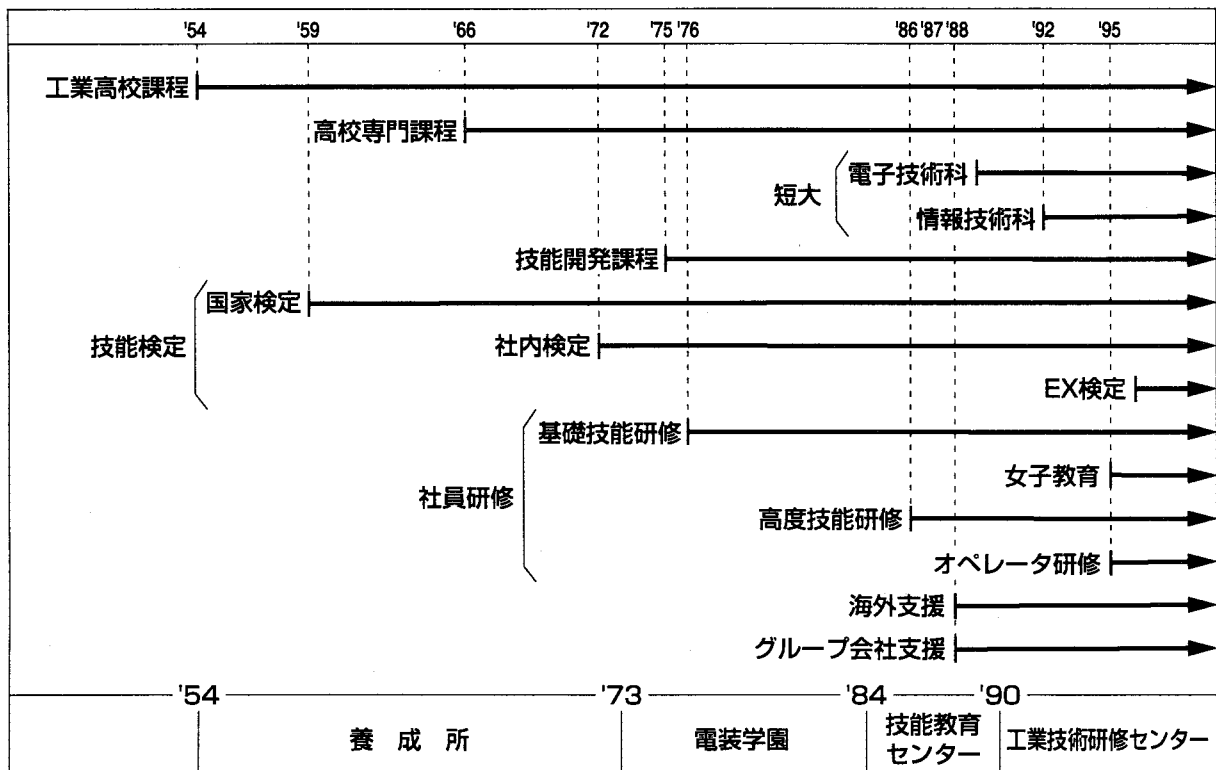 '54 '59 '66 '72 '75 '76 '86 '87 '88 '92 '95
工業高校課程
高校専門課程
短大
電子技術科
情報技術科
技能開発課程
技能検定
国家検定
社内検定
EX検定
社員研修
基礎技能研修
女子教育
高度技能研修
オペレータ研修
海外支援
グループ会社支援
'54 '73 '84 '90
養成所 電装学園 技能教育センター 工業技術研修センター